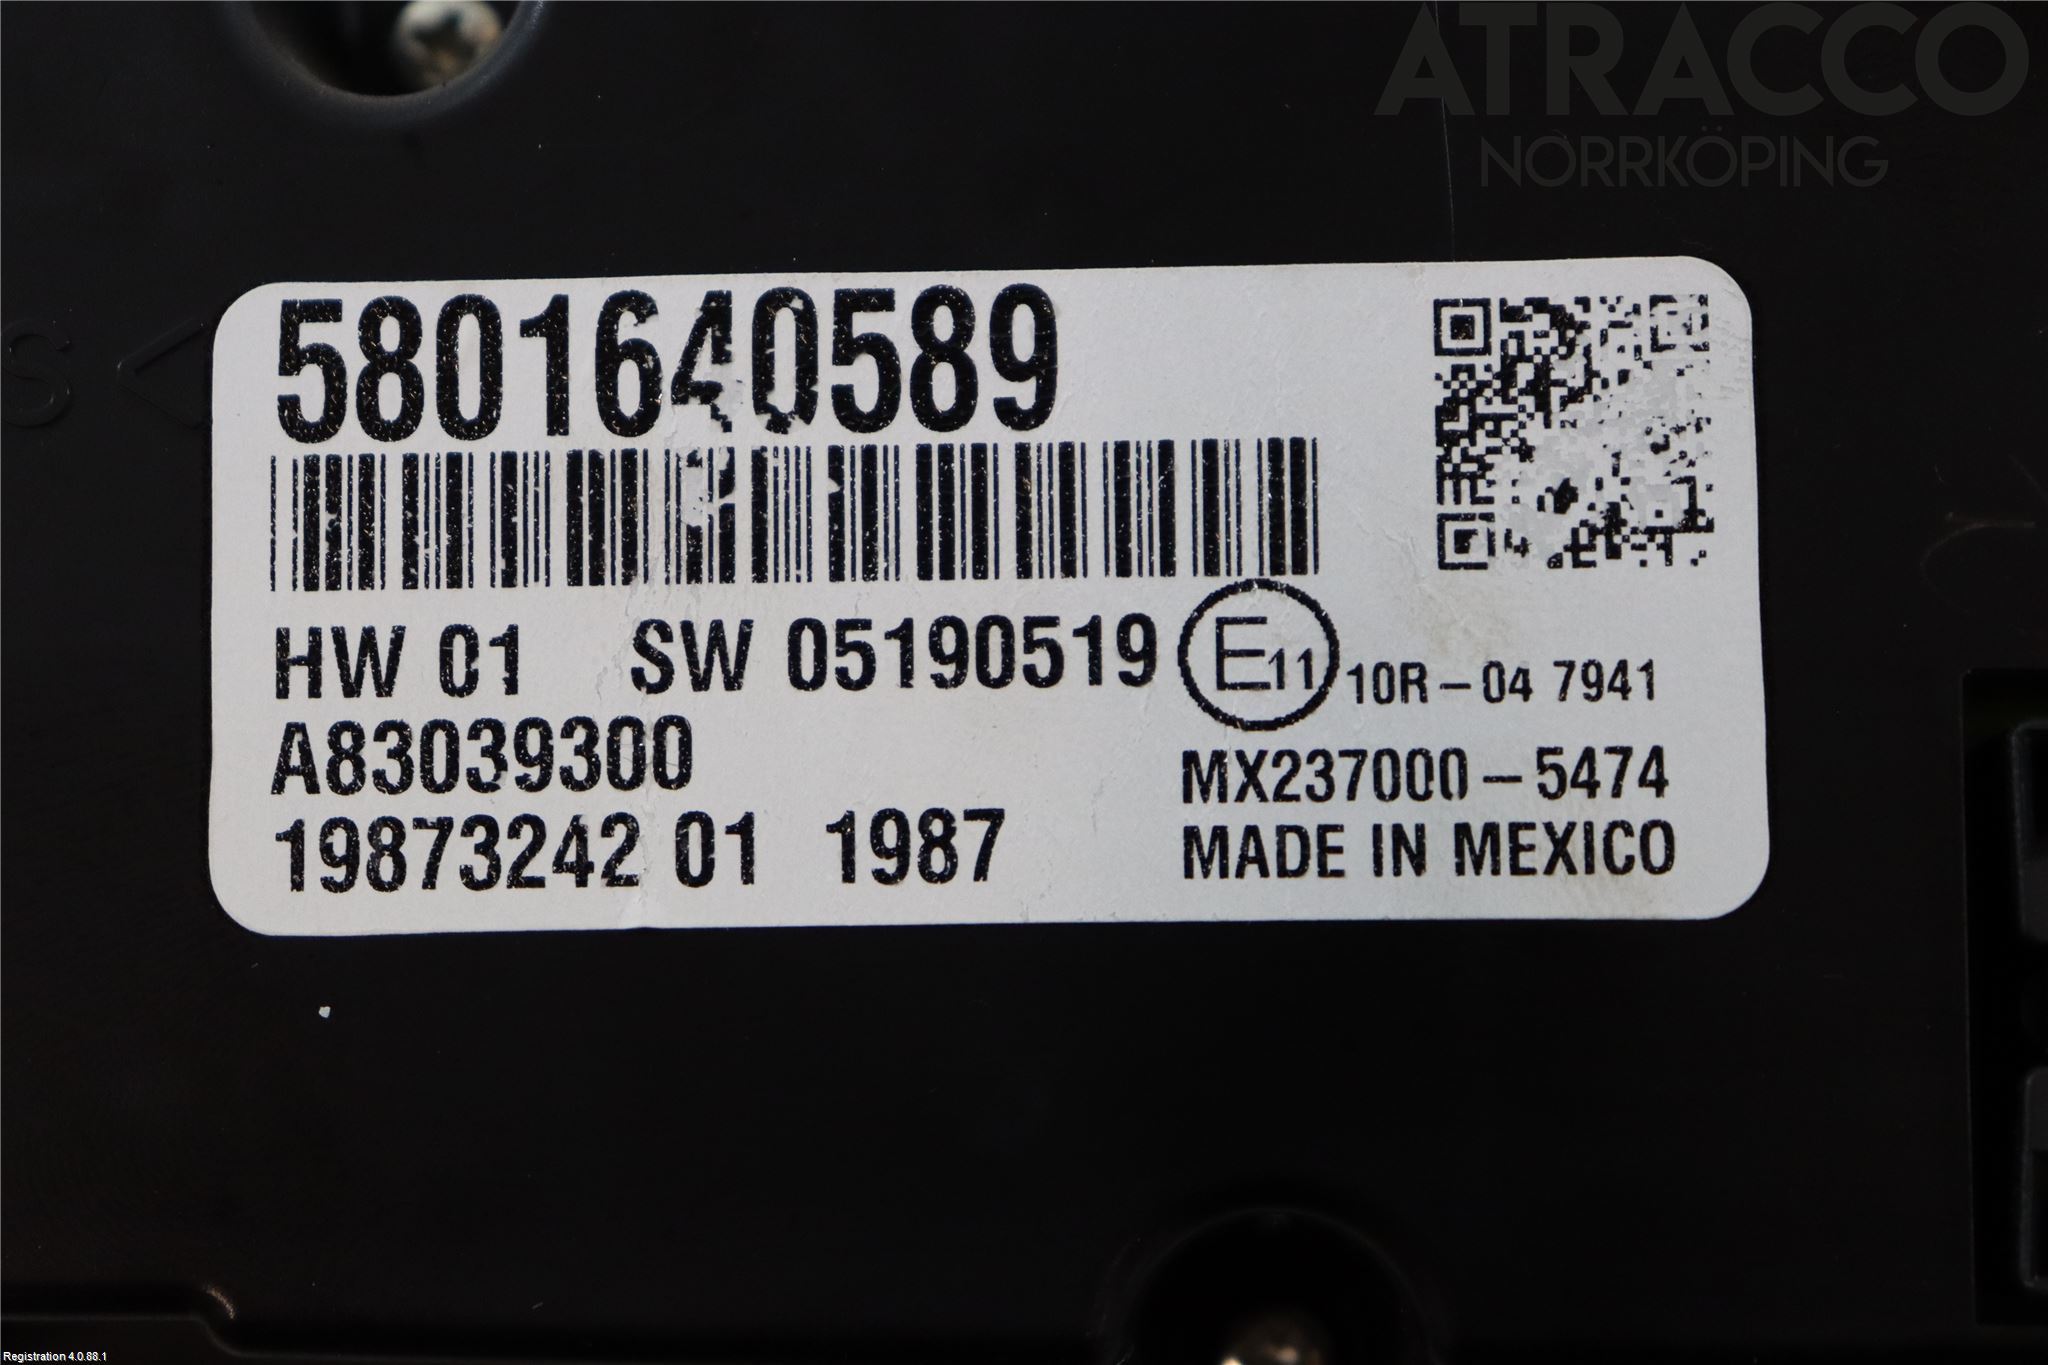 ATRACCO
NORRKÖPING
5801640589
HW 01 SW 05190519 E11 10R-04 7941
A83039300
MX237000-5474
19873242 01 1987
MADE IN MEXICO
Registration 4.0.88.1